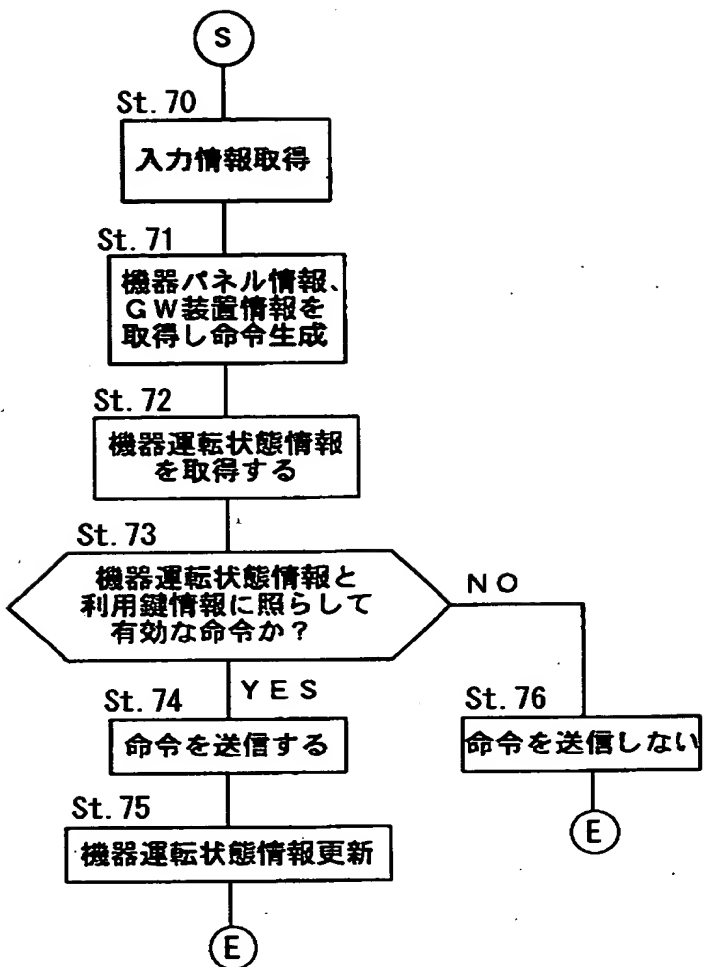 S
St. 70
入力情報取得
St. 71
機器パネル情報、
GW装置情報を
取得し命令生成
St. 72
機器運転状態情報
を取得する
St. 73
機器運転状態情報と
利用鍵情報に照らして
有効な命令か？
NO
YES
St. 74
命令を送信する
St. 76
命令を送信しない
St. 75
機器運転状態情報更新
E
E